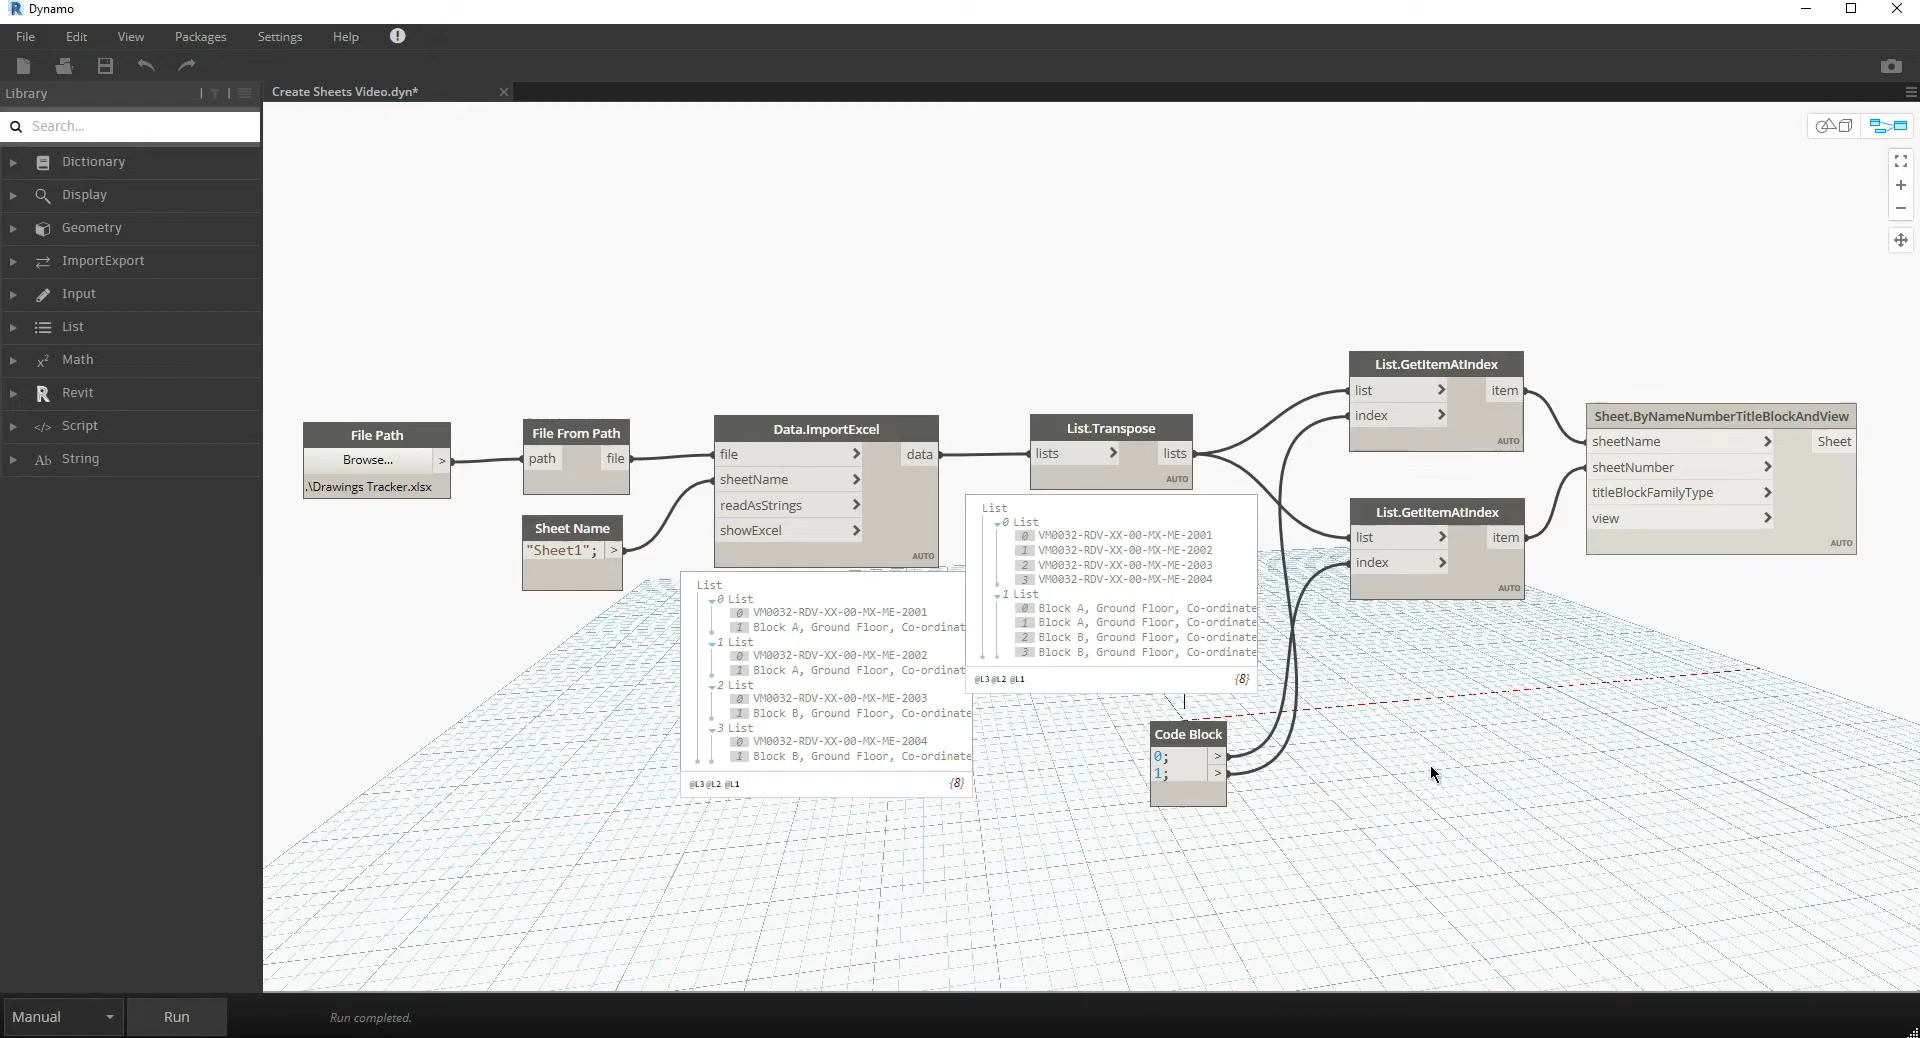 Dynamo
File Edit View Packages Settings Help
Library
Create Sheets Video.dyn*
Search...
Dictionary
Display
Geometry
ImportExport
Input
List
Math
Revit
Script
String
File Path
Browse... >
.\Drawings Tracker.xlsx
File From Path
path file
Sheet Name
"Sheet1"; >
Data.ImportExcel
file > data
sheetName >
readAsStrings >
showExcel >
AUTO
List
0 List
0 VM0032-RDV-XX-00-MX-ME-2001
1 Block A, Ground Floor, Co-ordinat
1 List
0 VM0032-RDV-XX-00-MX-ME-2002
1 Block A, Ground Floor, Co-ordinat
2 List
0 VM0032-RDV-XX-00-MX-ME-2003
1 Block B, Ground Floor, Co-ordinate
3 List
0 VM0032-RDV-XX-00-MX-ME-2004
1 Block B, Ground Floor, Co-ordinate
@L3 @L2 @L1 {8}
List.Transpose
lists > lists
AUTO
List
0 List
0 VM0032-RDV-XX-00-MX-ME-2001
1 VM0032-RDV-XX-00-MX-ME-2002
2 VM0032-RDV-XX-00-MX-ME-2003
3 VM0032-RDV-XX-00-MX-ME-2004
1 List
0 Block A, Ground Floor, Co-ordinate
1 Block A, Ground Floor, Co-ordinate
2 Block B, Ground Floor, Co-ordinate
3 Block B, Ground Floor, Co-ordinate
@L3 @L2 @L1 {8}
Code Block
0; >
1; >
List.GetItemAtIndex
list > item
index >
AUTO
List.GetItemAtIndex
list > item
index >
AUTO
Sheet.ByNameNumberTitleBlockAndView
sheetName > Sheet
sheetNumber >
titleBlockFamilyType >
view >
AUTO
Manual Run Run completed.